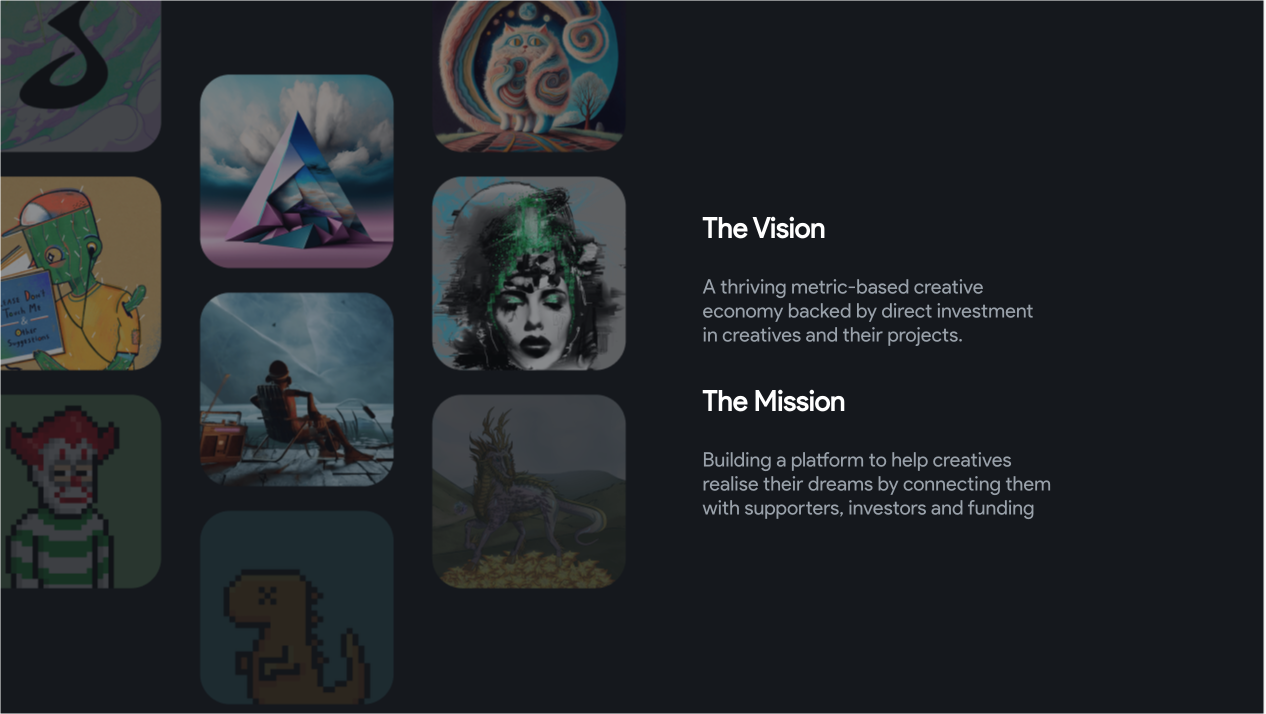 The Vision
A thriving metric-based creative
economy backed by direct investment
in creatives and their projects.
The Mission
Building a platform to help creatives
realise their dreams by connecting them
with supporters, investors and funding
Don't
Touch Me
&
Other
Suggestions